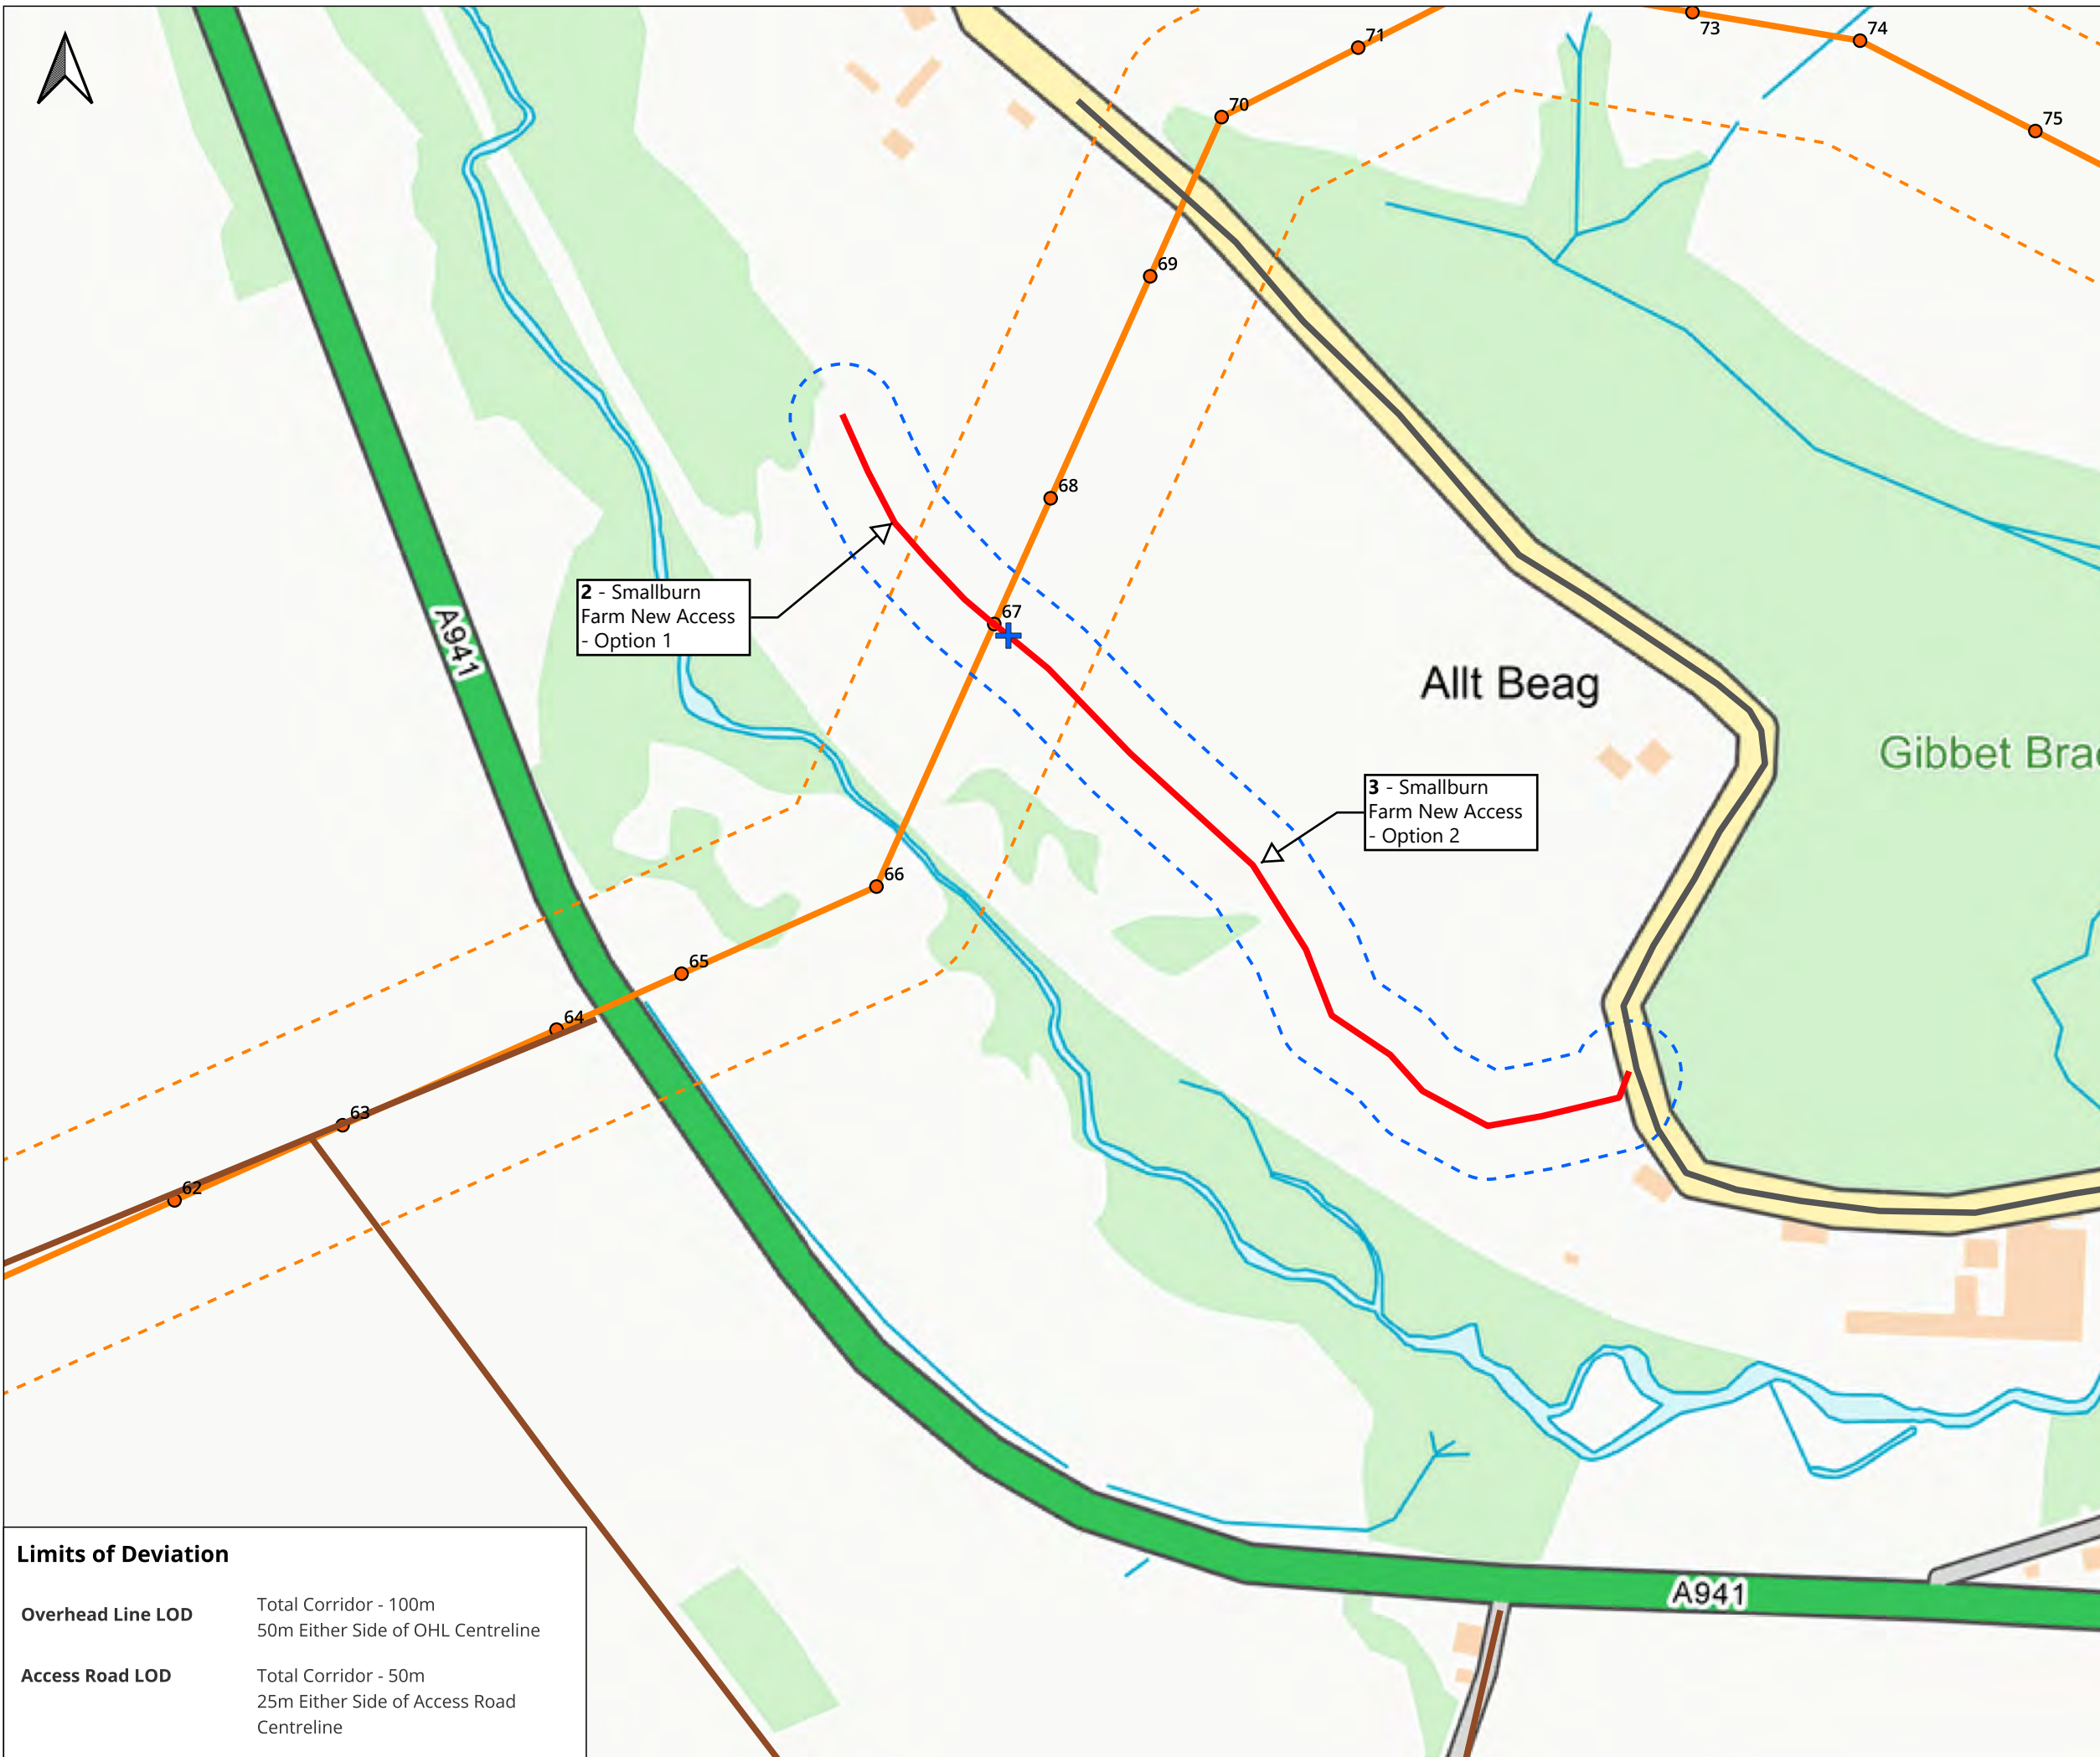 71
73
74
70
75
69
68
2 - Smallburn
Farm New Access
- Option 1
67
A941
Allt Beag
Gibbet Brae
3 - Smallburn
Farm New Access
- Option 2
66
65
64
63
62
Limits of Deviation
Overhead Line LOD
Total Corridor - 100m
50m Either Side of OHL Centreline
Access Road LOD
Total Corridor - 50m
25m Either Side of Access Road
Centreline
A941